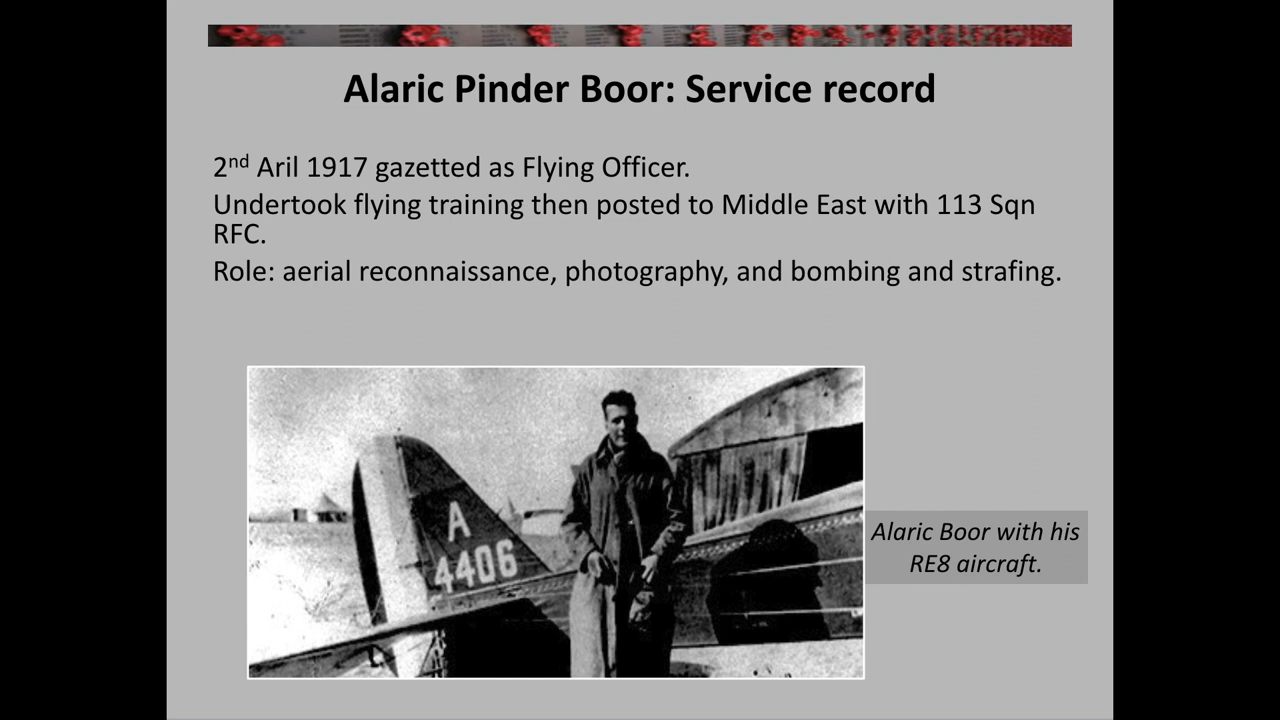 Alaric Pinder Boor: Service record
2nd Aril 1917 gazetted as Flying Officer.
Undertook flying training then posted to Middle East with 113 Sqn
RFC.
Role: aerial reconnaissance, photography, and bombing and strafing.
A
4406
Alaric Boor with his
RE8 aircraft.